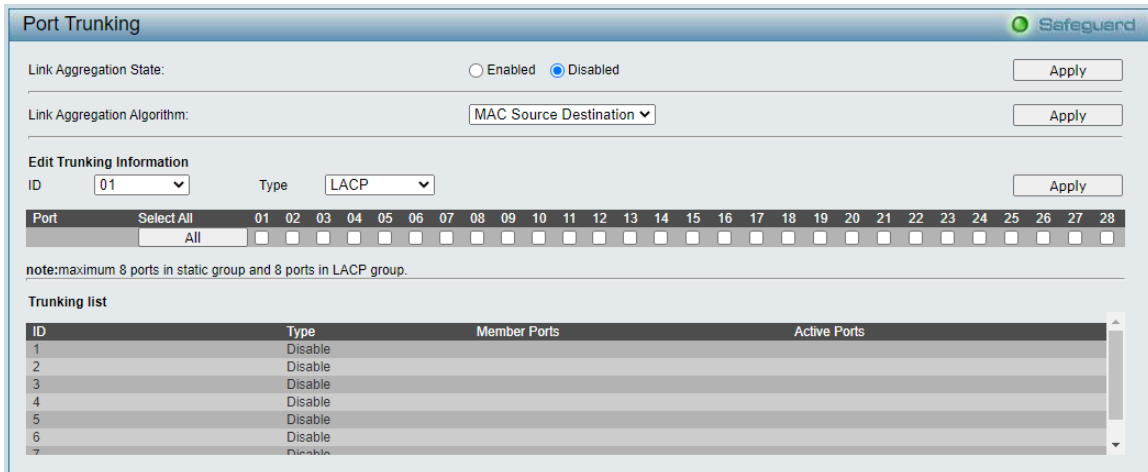 Port Trunking Safeguard
Link Aggregation State: Enabled Disabled Apply
Link Aggregation Algorithm: MAC Source Destination Apply
Edit Trunking Information
ID 01 Type LACP Apply
Port Select All 01 02 03 04 05 06 07 08 09 10 11 12 13 14 15 16 17 18 19 20 21 22 23 24 25 26 27 28
All
note:maximum 8 ports in static group and 8 ports in LACP group.
Trunking list
ID Type Member Ports Active Ports
1 Disable
2 Disable
3 Disable
4 Disable
5 Disable
6 Disable
7 Disable